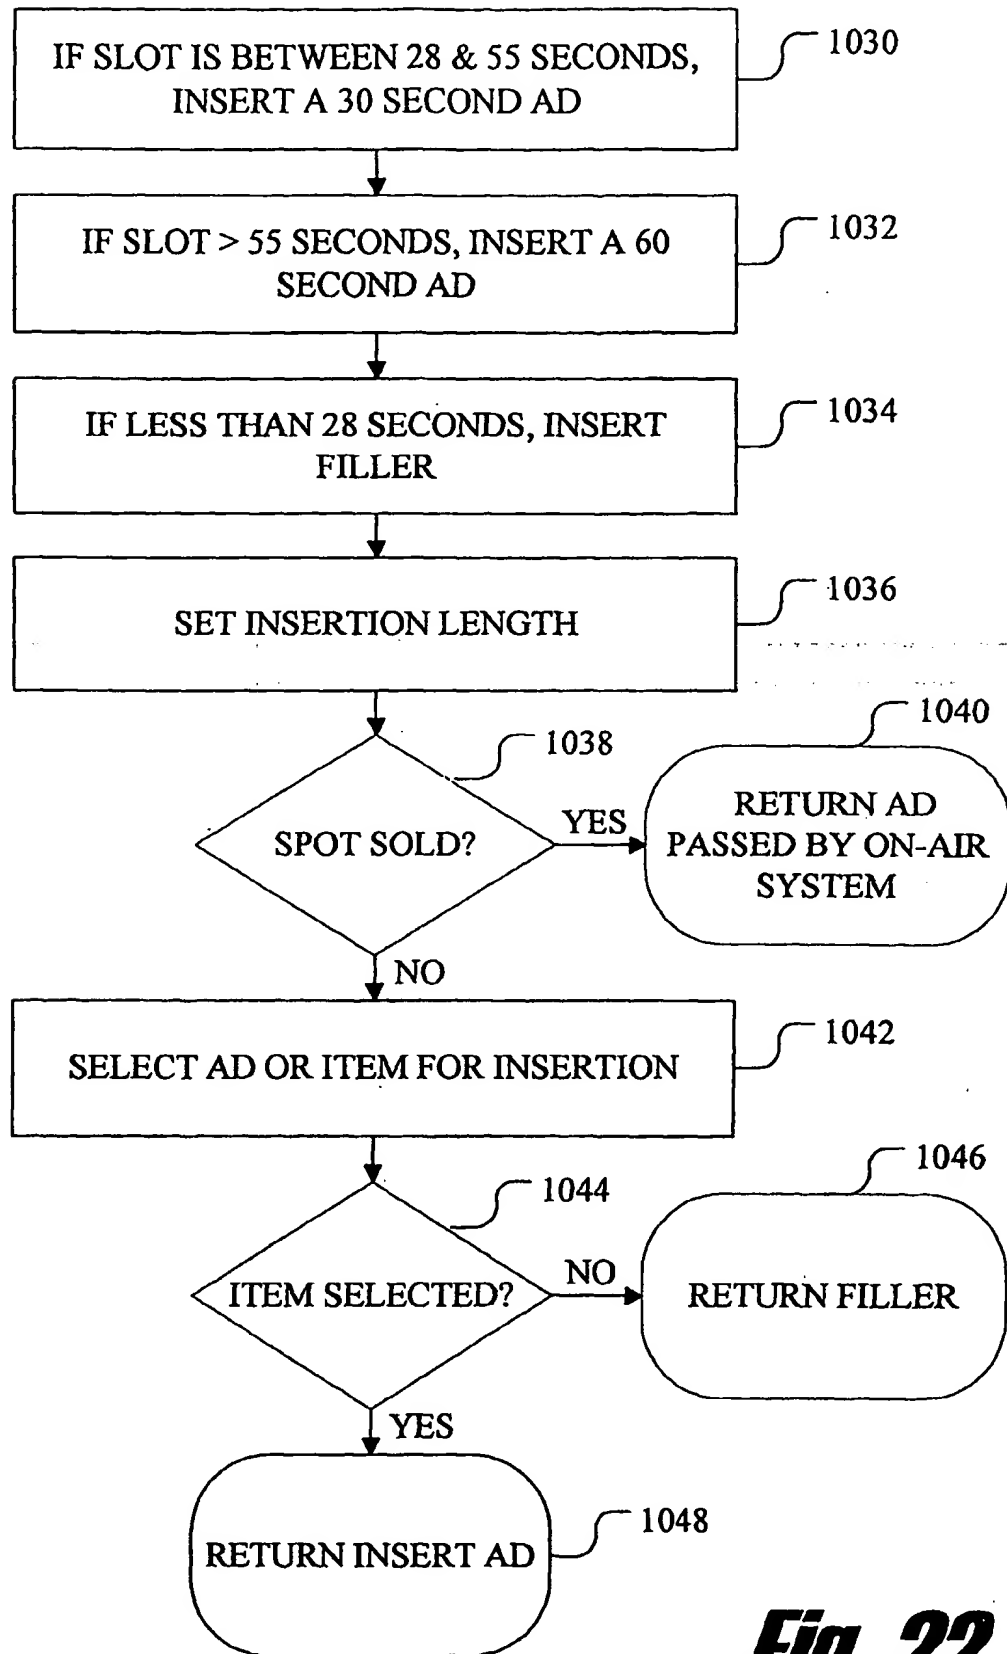 IF SLOT IS BETWEEN 28 & 55 SECONDS,
INSERT A 30 SECOND AD
1030
IF SLOT > 55 SECONDS, INSERT A 60
SECOND AD
1032
IF LESS THAN 28 SECONDS, INSERT
FILLER
1034
SET INSERTION LENGTH
1036
SPOT SOLD?
1038
YES
RETURN AD
PASSED BY ON-AIR
SYSTEM
1040
NO
SELECT AD OR ITEM FOR INSERTION
1042
ITEM SELECTED?
1044
NO
RETURN FILLER
1046
YES
RETURN INSERT AD
1048
Fig. 22